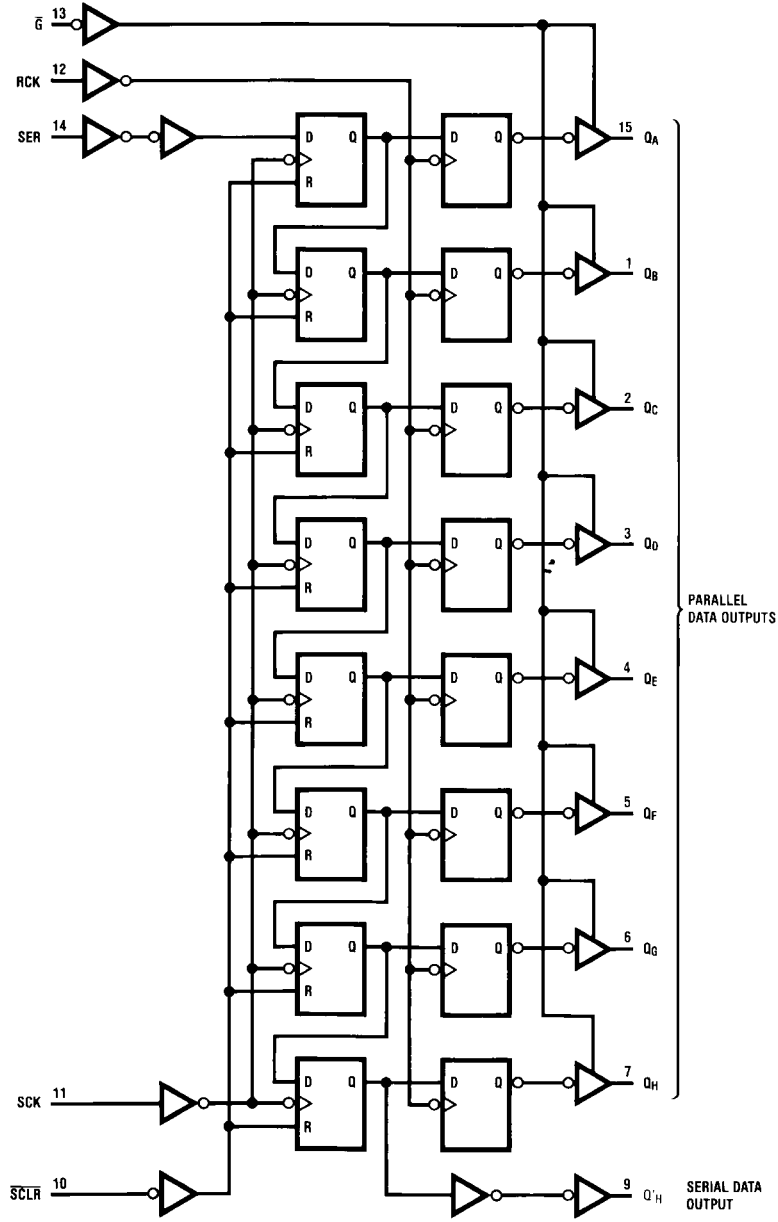 G 13
RCK 12
SER 14
D Q D Q 15 QA
R
D Q D Q 1 QB
R
D Q D Q 2 QC
R
D Q D Q 3 QD
R
PARALLEL
DATA OUTPUTS
D Q D Q 4 QE
R
D Q D Q 5 QF
R
D Q D Q 6 QG
R
D Q D Q 7 QH
SCK 11
R
SCLR 10
9 Q'H SERIAL DATA
OUTPUT